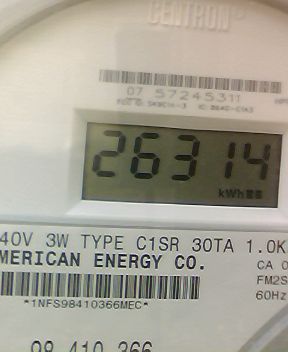 CENTRON
07 57245311
26314
kWh
40V 3W TYPE C1SR 30TA 1.0K
MERICAN ENERGY CO.
CA 0
FM2S
*1NFS98410366MEC*
60Hz
98 410 366